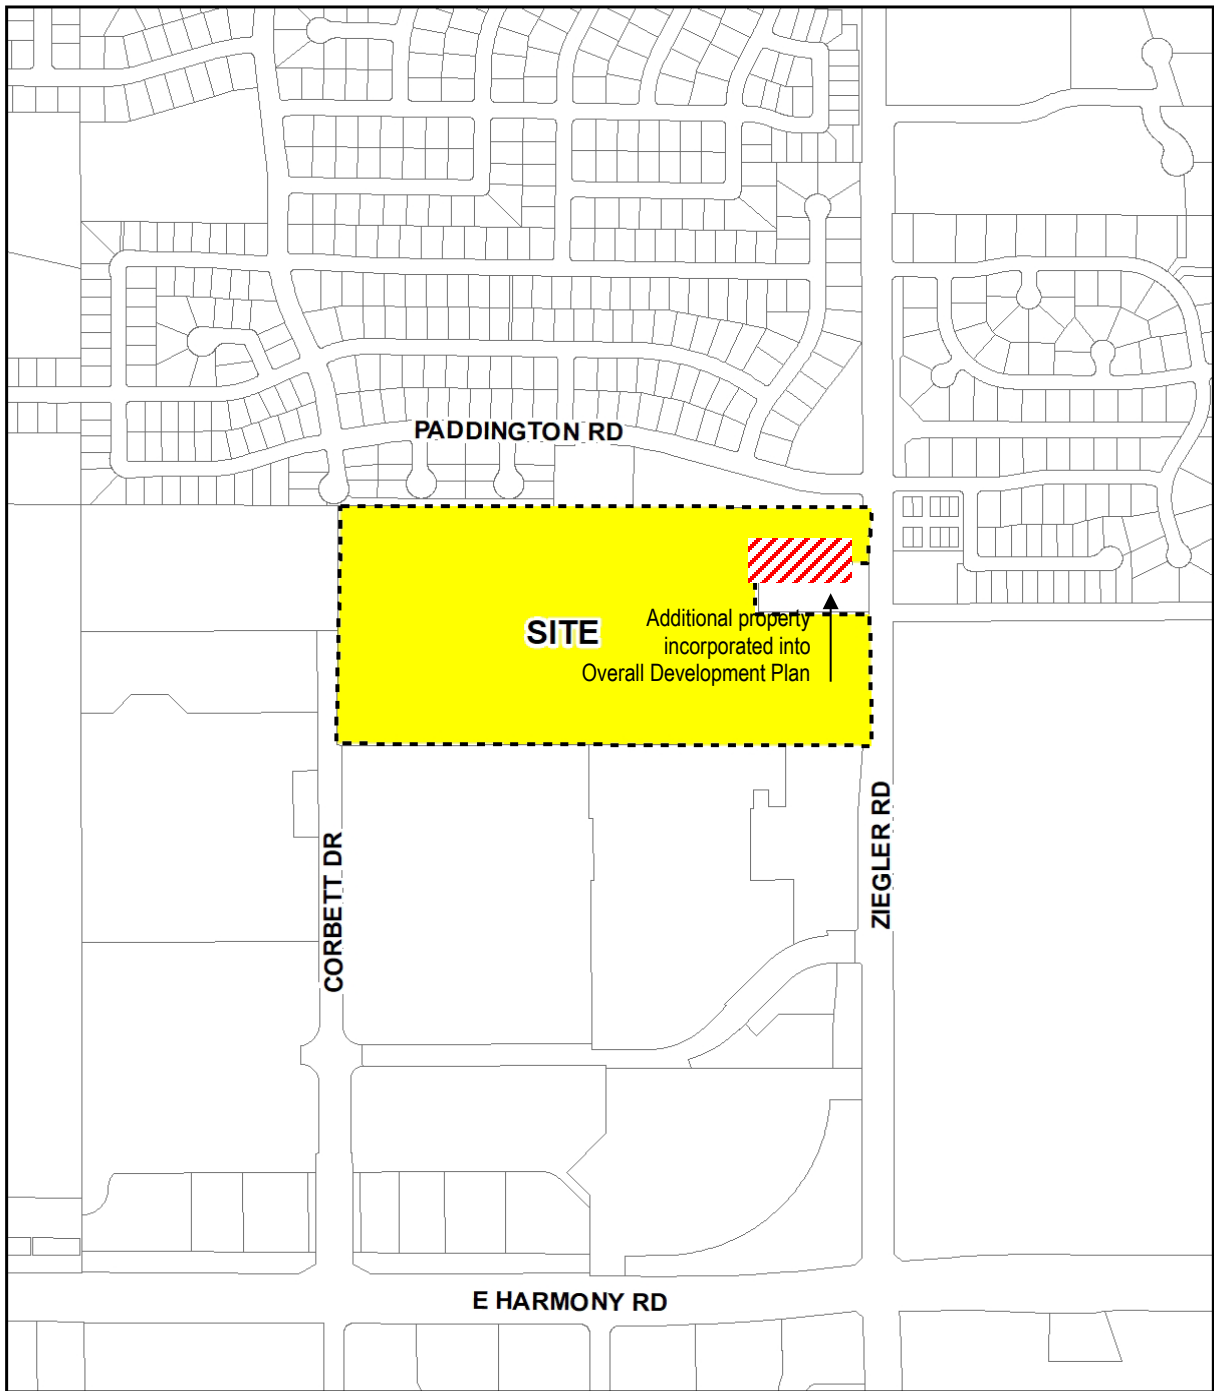 PADDINGTON RD
SITE
Additional property
incorporated into
Overall Development Plan
ZIEGLER RD
CORBETT DR
E HARMONY RD